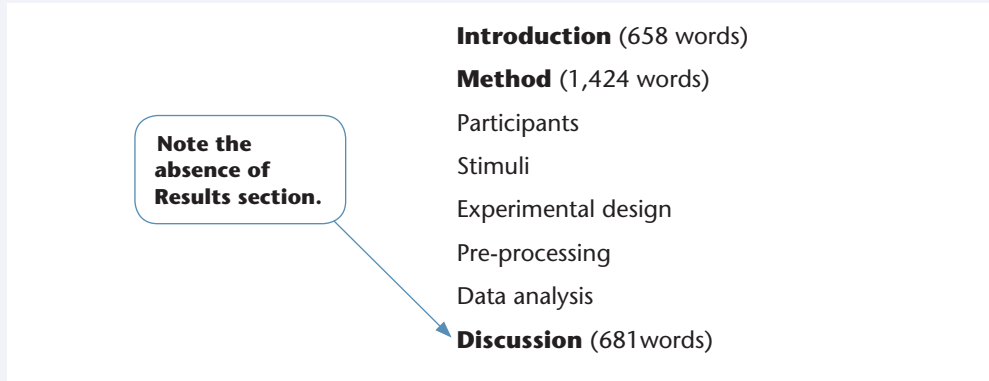 Introduction (658 words)
Method (1,424 words)
Participants
Note the
absence of
Results section.
Stimuli
Experimental design
Pre-processing
Data analysis
Discussion (681words)